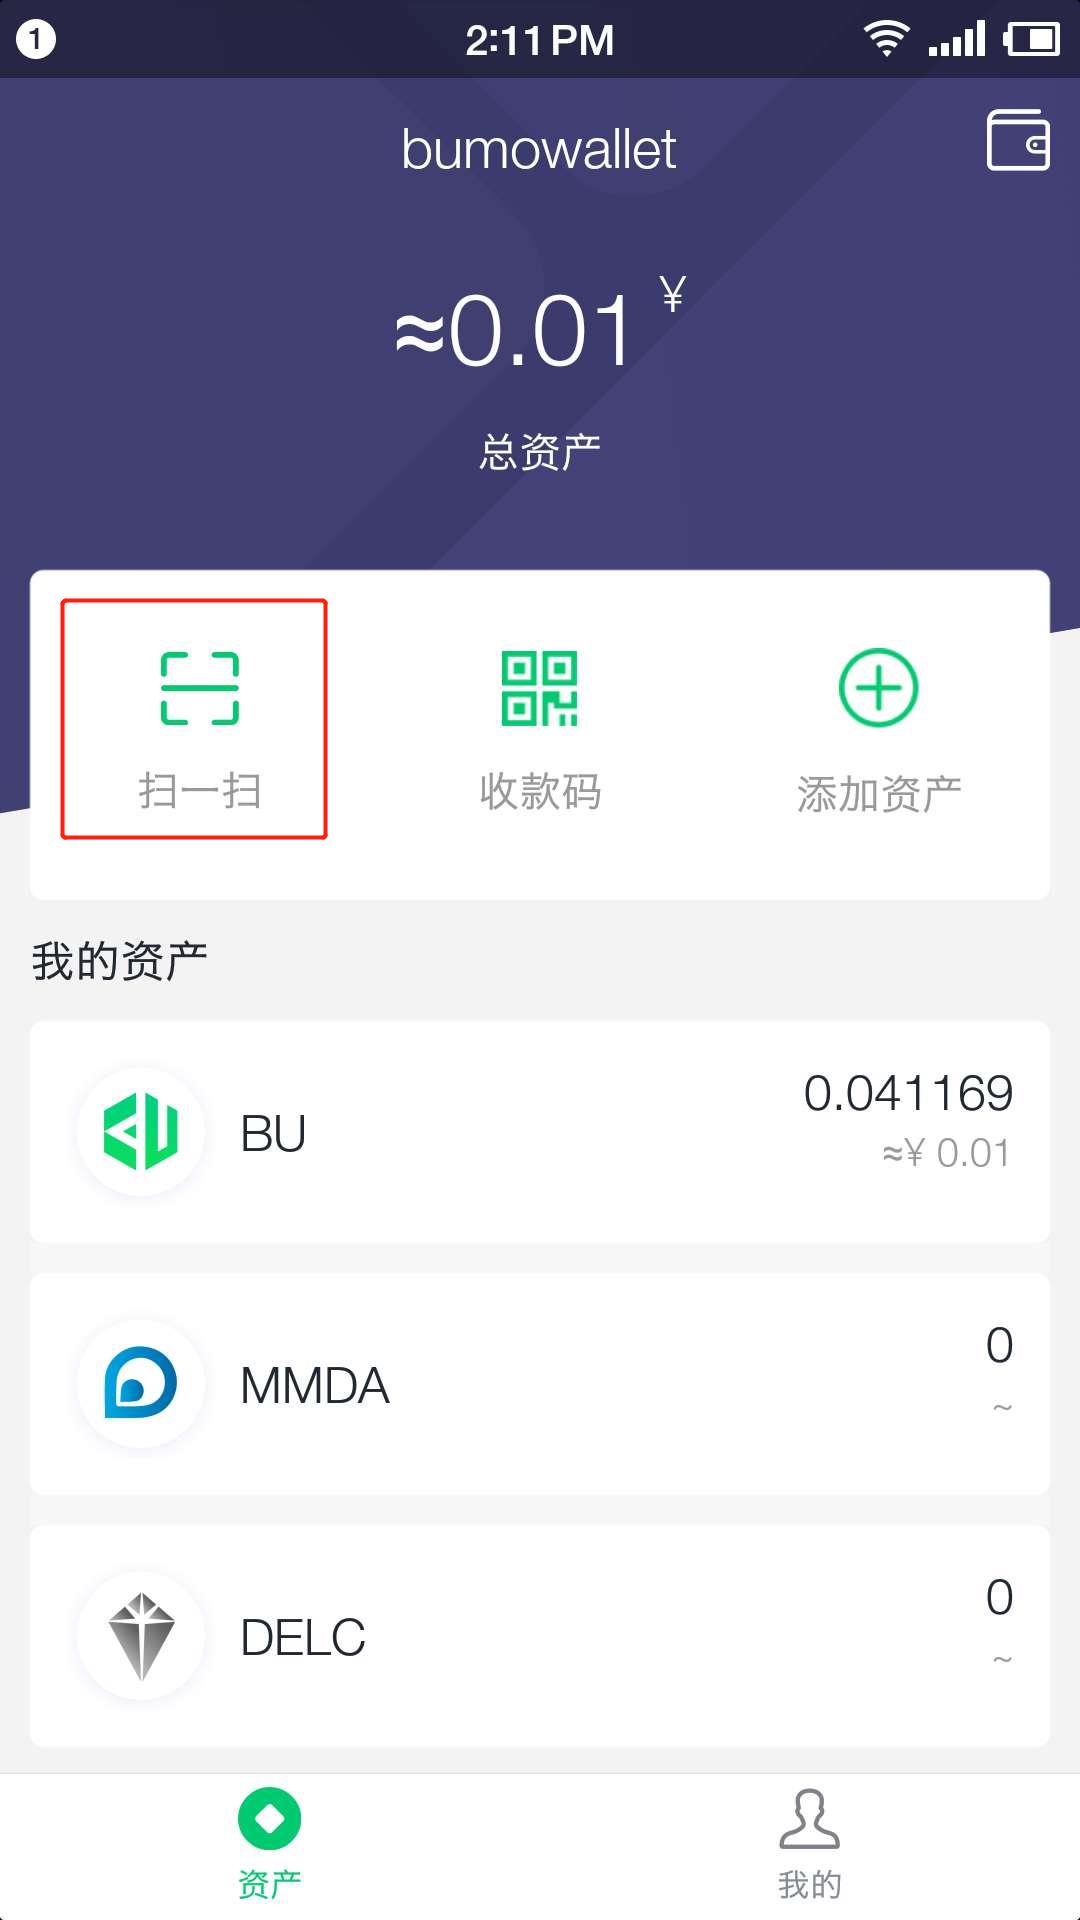 1
2:11 PM
bumowallet
≈0.01 ¥
总资产
扫一扫
收款码
添加资产
我的资产
BU
0.041169
≈¥ 0.01
MMDA
0
~
DELC
0
~
资产
我的